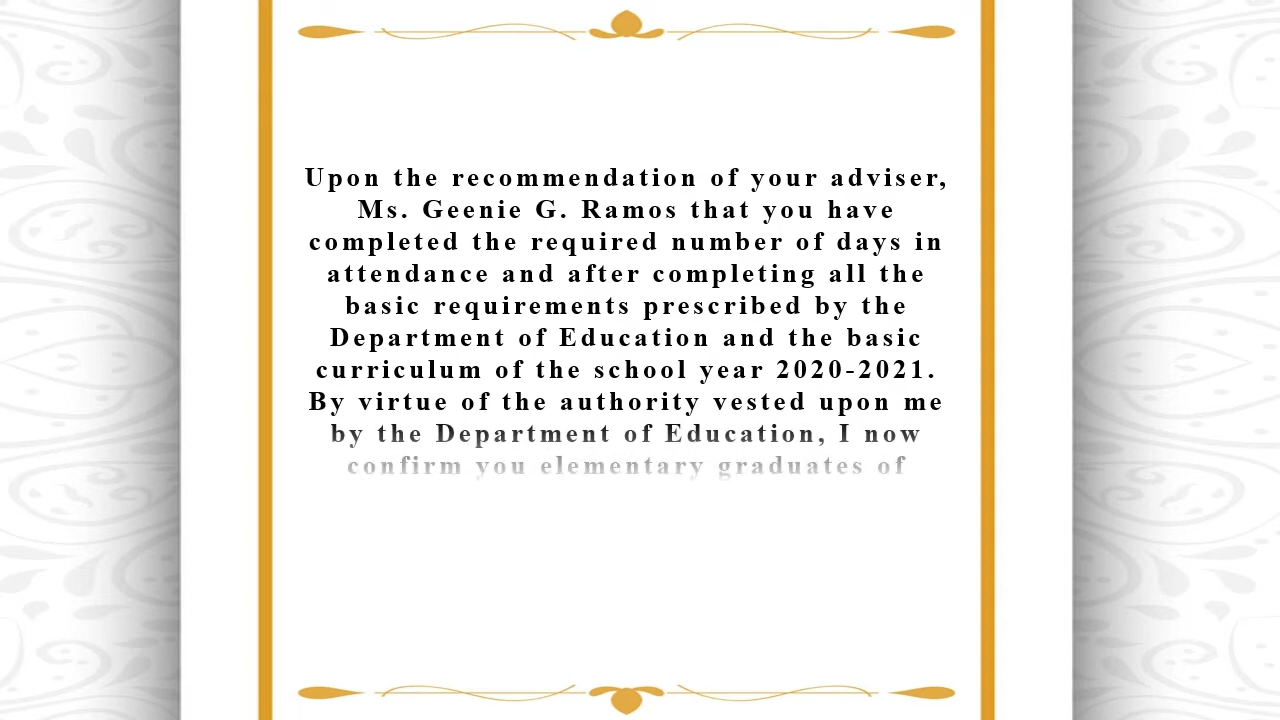 Upon the recommendation of your adviser,
Ms. Geenie G. Ramos that you have
completed the required number of days in
attendance and after completing all the
basic requirements prescribed by the
Department of Education and the basic
curriculum of the school year 2020-2021.
By virtue of the authority vested upon me
by the Department of Education, I now
confirm you elementary graduates of